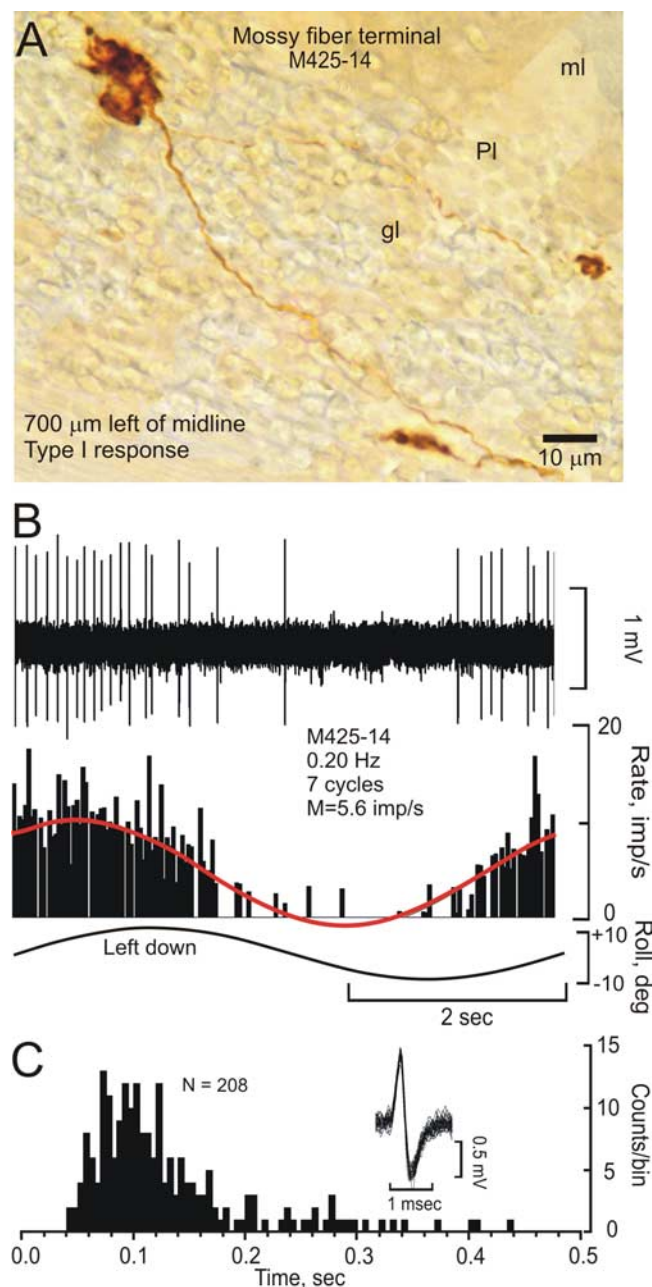 A
Mossy fiber terminal
M425-14
ml
Pl
gl
700 μm left of midline
Type I response
10 μm
B
1 mV
M425-14
0.20 Hz
7 cycles
M=5.6 imp/s
20
0
Rate, imp/s
Left down
+10
-10
Roll, deg
2 sec
C
N = 208
0.5 mV
1 msec
15
10
5
0
Counts/bin
0.0 0.1 0.2 0.3 0.4 0.5
Time, sec